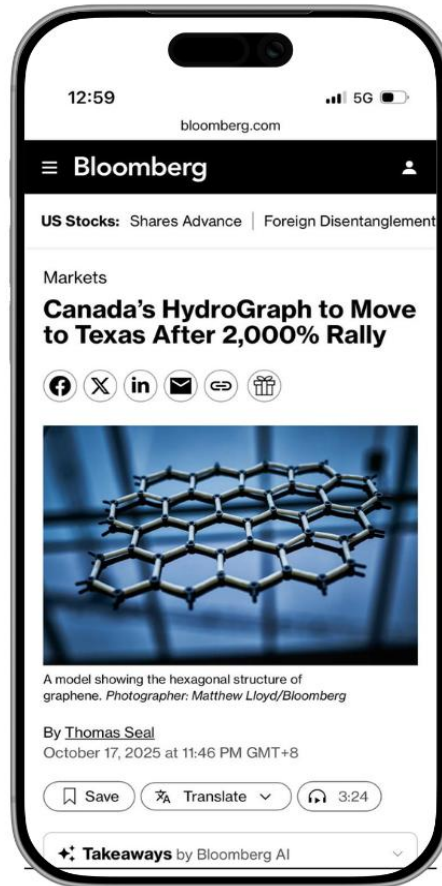 12:59
5G
bloomberg.com
Bloomberg
US Stocks: Shares Advance | Foreign Disentanglement
Markets
Canada's HydroGraph to Move
to Texas After 2,000% Rally
A model showing the hexagonal structure of
graphene. Photographer: Matthew Lloyd/Bloomberg
By Thomas Seal
October 17, 2025 at 11:46 PM GMT+8
Save
Translate
3:24
Takeaways by Bloomberg AI